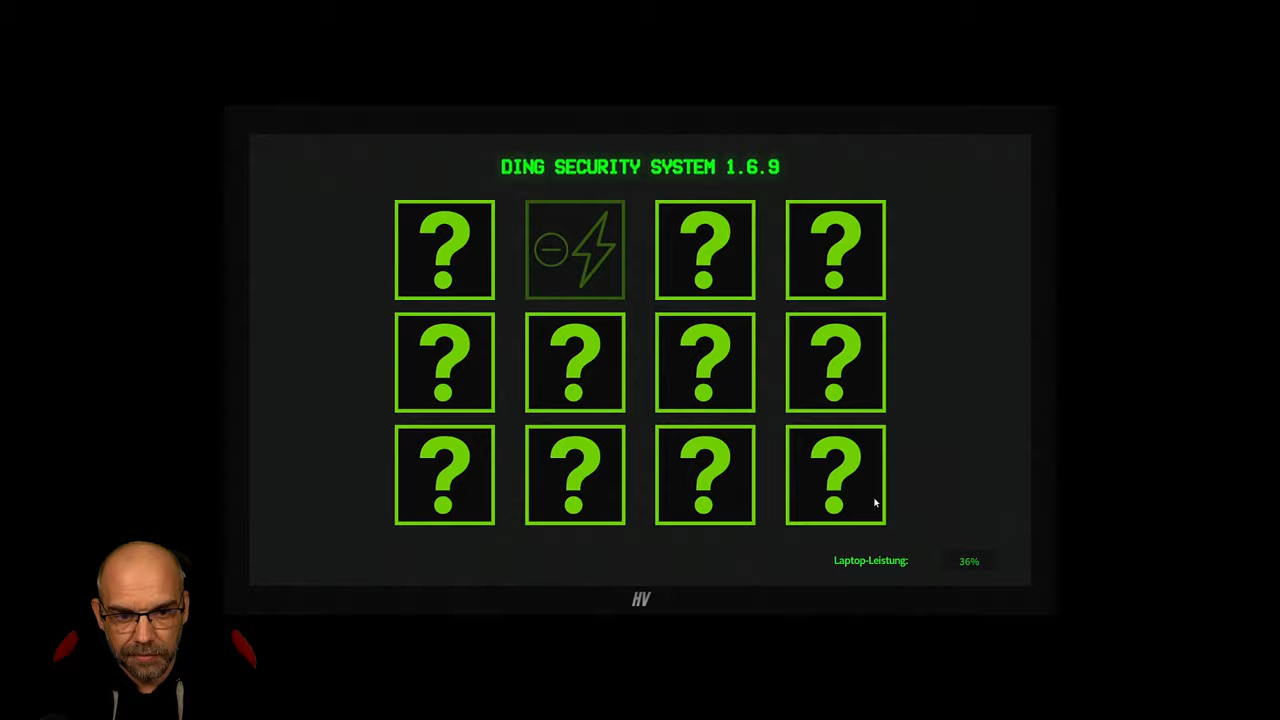 DING SECURITY SYSTEM 1.6.9
? ? ?
? ? ? ?
? ? ? ?
Laptop-Leistung: 36%
HV